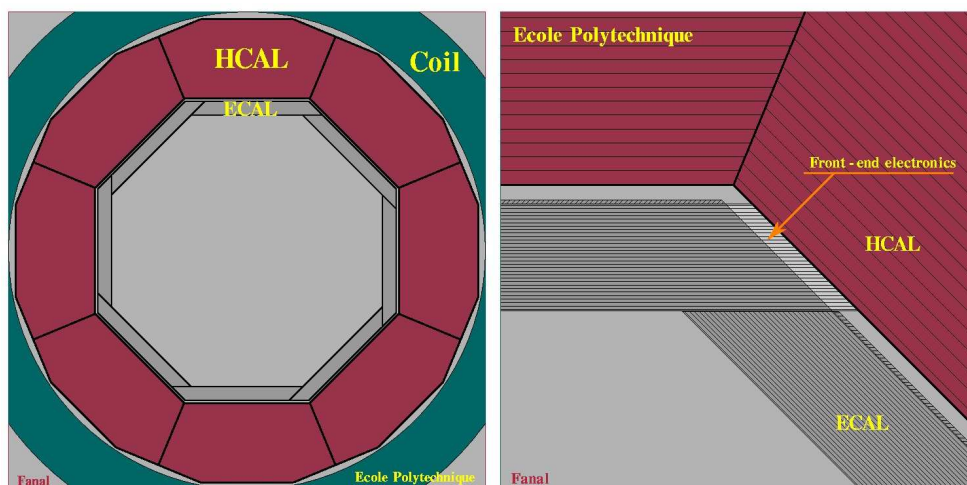 HCAL
Coil
ECAL
Fanal
Ecole Polytechnique
Ecole Polytechnique
Front-end electronics
HCAL
ECAL
Fanal